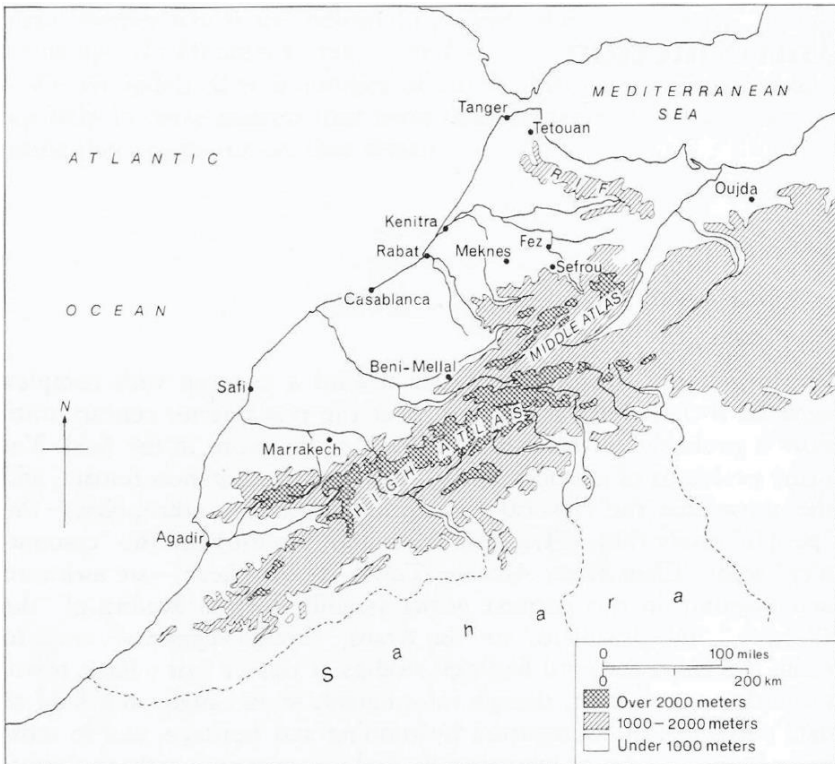 MEDITERRANEAN
SEA
Tanger
Tetouan
ATLANTIC
RIF
Oujda
Kenitra
Fez
Rabat
Meknes
Sefrou
Casablanca
OCEAN
MIDDLE ATLAS
Beni-Mellal
Safi
N
Marrakech
HIGH ATLAS
Agadir
Sahara
0 100 miles
0 200 km
Over 2000 meters
1000–2000 meters
Under 1000 meters